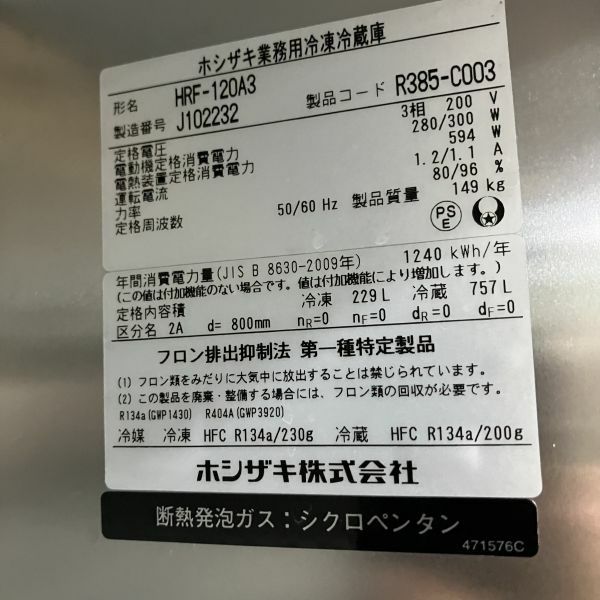 ホシザキ業務用冷凍冷蔵庫
形名 HRF-120A3
製造番号 J102232 製品コード R385-C003
定格電圧 3相 200 V
電動機定格消費電力 280/300 W
電熱装置定格消費電力 594 W
運転電流 1.2/1.1 A
力率 80/96 %
定格周波数 50/60 Hz 製品質量 149 kg
PS
E
年間消費電力量(JIS B 8630-2009年) 1240 kWh/年
(この値は付加機能のない場合です。値は付加機能により増加します。)
定格内容積 冷凍 229L 冷蔵 757L
区分名 2A d= 800mm nR=0 nF=0 dR=0 dF=0
フロン排出抑制法 第一種特定製品
(1) フロン類をみだりに大気中に放出することは禁じられています。
(2) この製品を廃棄・整備する場合には、フロン類の回収が必要です。
R134a(GWP1430) R404A(GWP3920)
冷媒 冷凍 HFC R134a/230g 冷蔵 HFC R134a/200g
ホシザキ株式会社
断熱発泡ガス:シクロペンタン
471576C